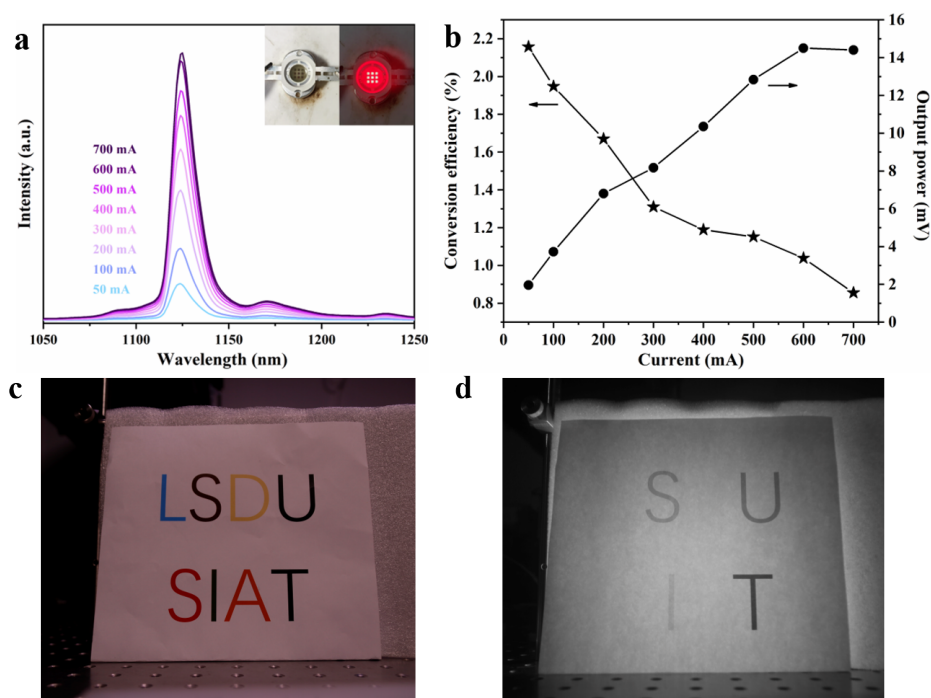 a
Intensity (a.u.)
700 mA
600 mA
500 mA
400 mA
300 mA
200 mA
100 mA
50 mA
1050 1100 1150 1200 1250
Wavelength (nm)
b
Conversion efficiency (%)
2.2
2.0
1.8
1.6
1.4
1.2
1.0
0.8
16
14
12
10
8
6
4
2
0
Output power (mV)
0 100 200 300 400 500 600 700
Current (mA)
c
LSDU
SIAT
d
S U
I T